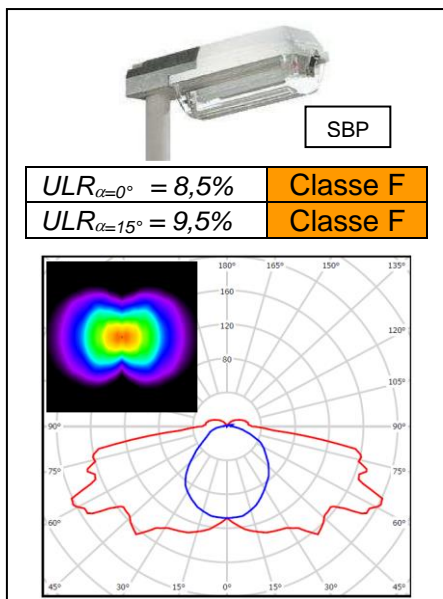 SBP
ULRα=0° = 8,5% Classe F
ULRα=15° = 9,5% Classe F
180° 165° 150° 135°
160
120° 
120
80
105°
90° 90°
75° 75°
60° 60°
45° 30° 15° 0° 15° 30° 45°